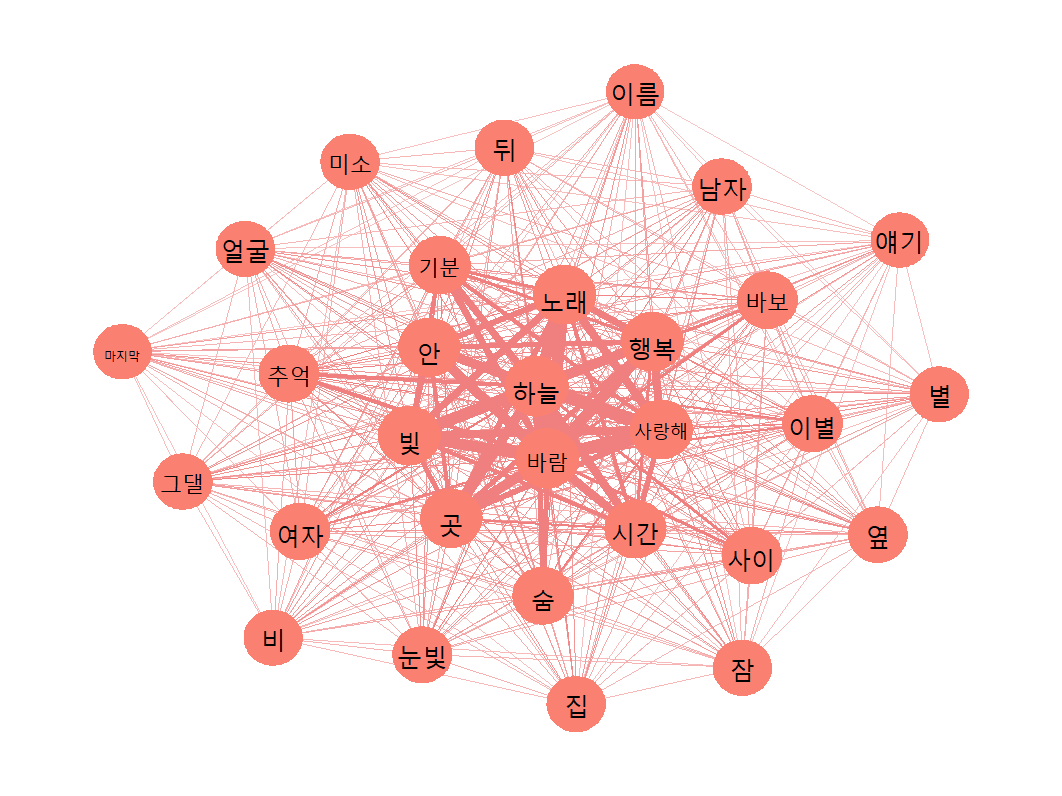 이름
뒤
미소
남자
얘기
얼굴
기분
노래
바보
마지막
추억
안
행복
하늘
별
빛
사랑해
이별
바람
그댈
여자
곳
시간
사이
옆
숨
비
눈빛
잠
집